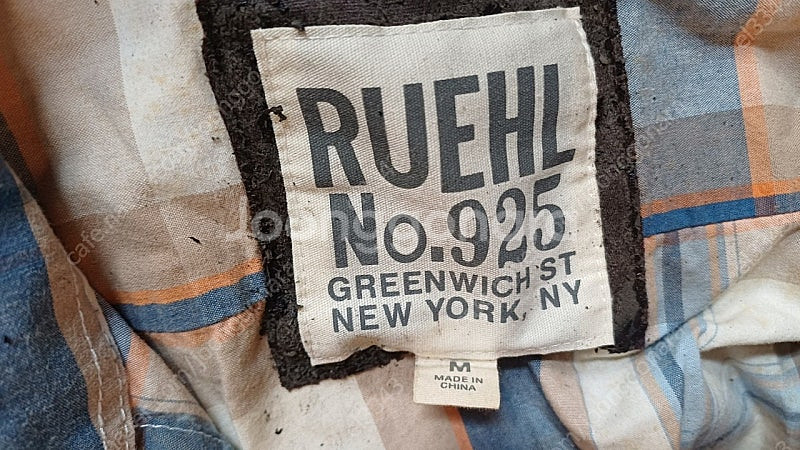 RUEHL
No.925
GREENWICH ST
NEW YORK, NY
M
MADE IN
CHINA